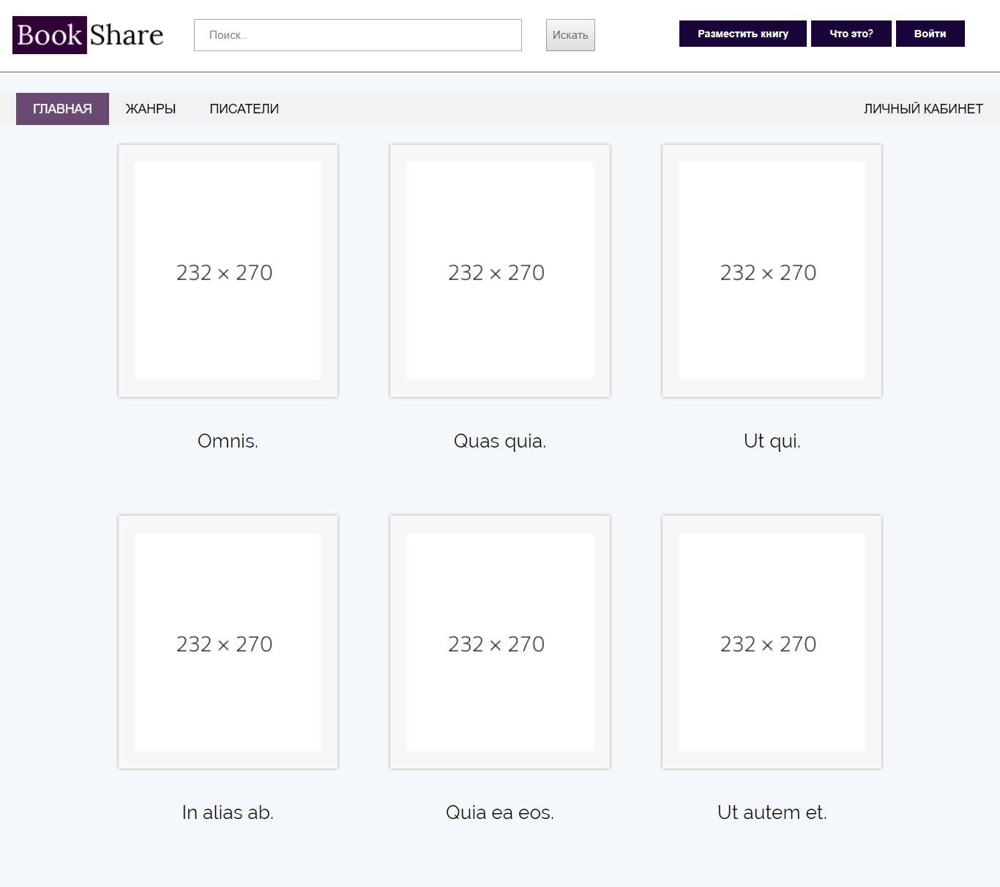 Book Share
Поиск...
Искать
Разместить книгу
Что это?
Войти
ГЛАВНАЯ
ЖАНРЫ
ПИСАТЕЛИ
ЛИЧНЫЙ КАБИНЕТ
232 × 270
232 × 270
232 × 270
Omnis.
Quas quia.
Ut qui.
232 × 270
232 × 270
232 × 270
In alias ab.
Quia ea eos.
Ut autem et.